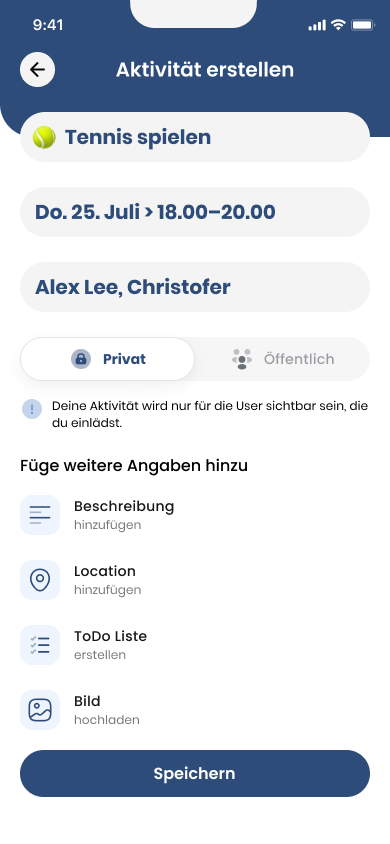 9:41
Aktivität erstellen
Tennis spielen
Do. 25. Juli > 18.00–20.00
Alex Lee, Christofer
Privat
Öffentlich
Deine Aktivität wird nur für die User sichtbar sein, die
du einlädst.
Füge weitere Angaben hinzu
Beschreibung
hinzufügen
Location
hinzufügen
ToDo Liste
erstellen
Bild
hochladen
Speichern